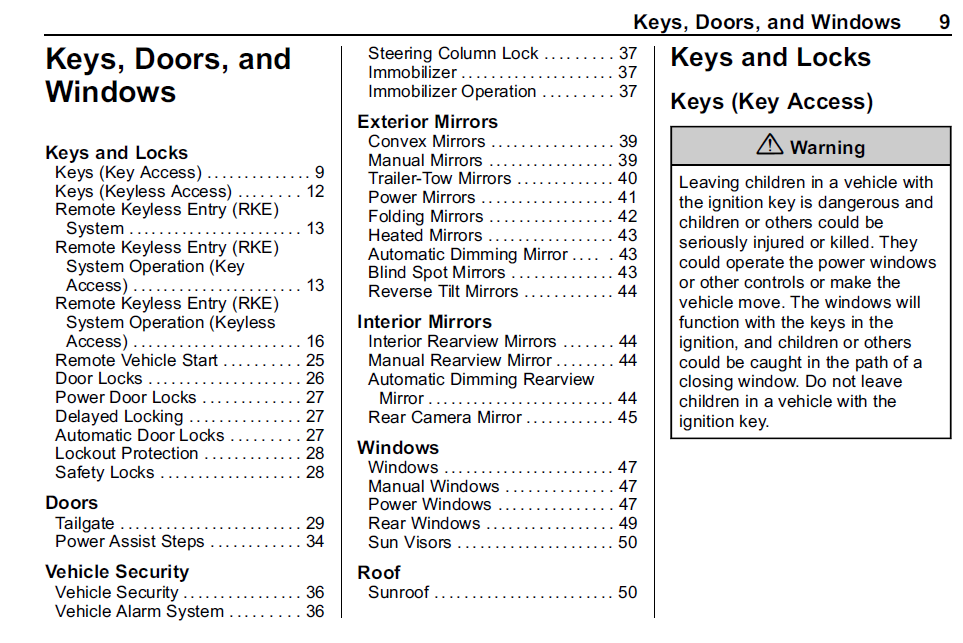 Keys, Doors, and Windows 9
Keys, Doors, and
Windows
Keys and Locks
Keys (Key Access) . . . . . . . . . . . . . . 9
Keys (Keyless Access) . . . . . . . . 12
Remote Keyless Entry (RKE)
System . . . . . . . . . . . . . . . . . . . . . . . 13
Remote Keyless Entry (RKE)
System Operation (Key
Access) . . . . . . . . . . . . . . . . . . . . . . 13
Remote Keyless Entry (RKE)
System Operation (Keyless
Access) . . . . . . . . . . . . . . . . . . . . . . 16
Remote Vehicle Start . . . . . . . . . . 25
Door Locks . . . . . . . . . . . . . . . . . . . . 26
Power Door Locks . . . . . . . . . . . . . 27
Delayed Locking . . . . . . . . . . . . . . . 27
Automatic Door Locks . . . . . . . . . 27
Lockout Protection . . . . . . . . . . . . . 28
Safety Locks . . . . . . . . . . . . . . . . . . . 28
Doors
Tailgate . . . . . . . . . . . . . . . . . . . . . . . . 29
Power Assist Steps . . . . . . . . . . . . 34
Vehicle Security
Vehicle Security . . . . . . . . . . . . . . . . 36
Vehicle Alarm System . . . . . . . . . 36
Steering Column Lock . . . . . . . . . 37
Immobilizer . . . . . . . . . . . . . . . . . . . . 37
Immobilizer Operation . . . . . . . . . 37
Exterior Mirrors
Convex Mirrors . . . . . . . . . . . . . . . . 39
Manual Mirrors . . . . . . . . . . . . . . . . 39
Trailer-Tow Mirrors . . . . . . . . . . . . . 40
Power Mirrors . . . . . . . . . . . . . . . . . . 41
Folding Mirrors . . . . . . . . . . . . . . . . 42
Heated Mirrors . . . . . . . . . . . . . . . . 43
Automatic Dimming Mirror . . . . . 43
Blind Spot Mirrors . . . . . . . . . . . . . 43
Reverse Tilt Mirrors . . . . . . . . . . . . 44
Interior Mirrors
Interior Rearview Mirrors . . . . . . . 44
Manual Rearview Mirror . . . . . . . . 44
Automatic Dimming Rearview
Mirror . . . . . . . . . . . . . . . . . . . . . . . . 44
Rear Camera Mirror . . . . . . . . . . . . 45
Windows
Windows . . . . . . . . . . . . . . . . . . . . . . 47
Manual Windows . . . . . . . . . . . . . . 47
Power Windows . . . . . . . . . . . . . . . 47
Rear Windows . . . . . . . . . . . . . . . . . 49
Sun Visors . . . . . . . . . . . . . . . . . . . . . 50
Roof
Sunroof . . . . . . . . . . . . . . . . . . . . . . . . 50
Keys and Locks
Keys (Key Access)
⚠ Warning
Leaving children in a vehicle with
the ignition key is dangerous and
children or others could be
seriously injured or killed. They
could operate the power windows
or other controls or make the
vehicle move. The windows will
function with the keys in the
ignition, and children or others
could be caught in the path of a
closing window. Do not leave
children in a vehicle with the
ignition key.